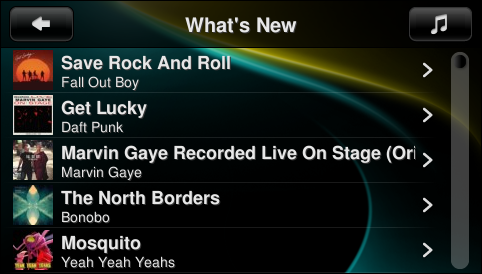 What's New
Save Rock And Roll
Fall Out Boy
Get Lucky
Daft Punk
Marvin Gaye Recorded Live On Stage (Ori
Marvin Gaye
The North Borders
Bonobo
Mosquito
Yeah Yeah Yeahs